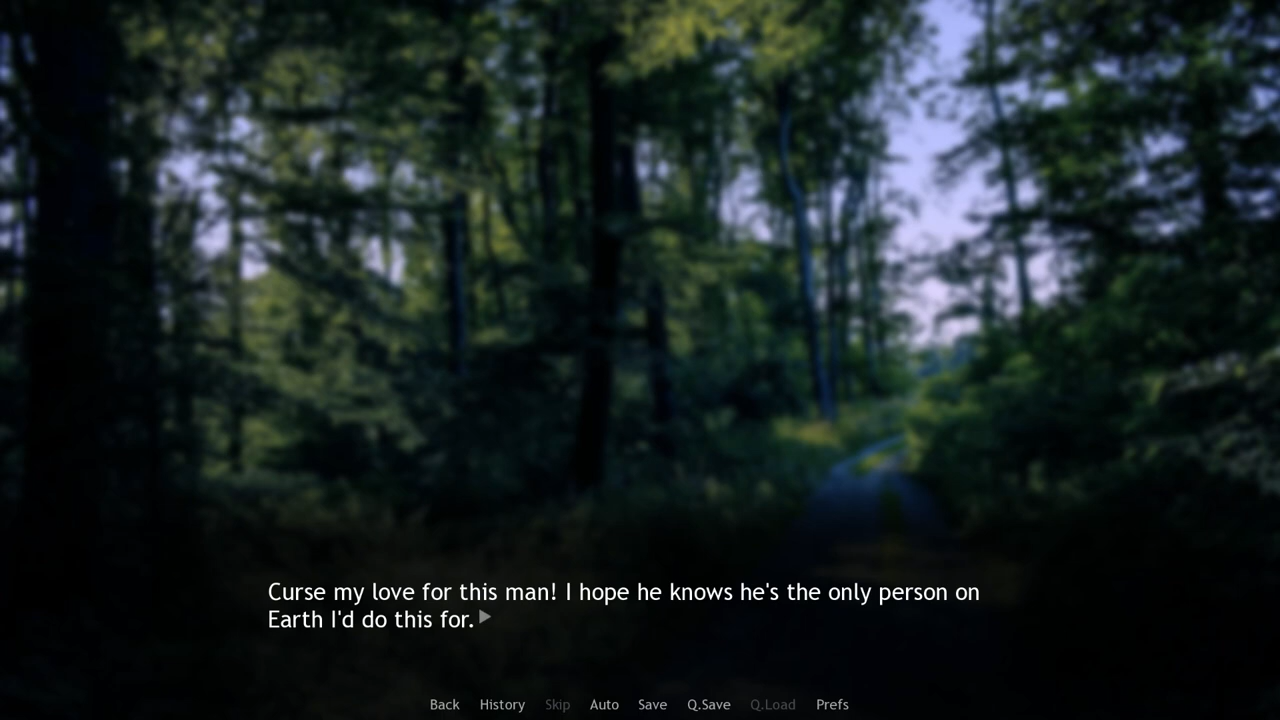 Curse my love for this man! I hope he knows he's the only person on
Earth I'd do this for.
Back History Skip Auto Save Q.Save Q.Load Prefs